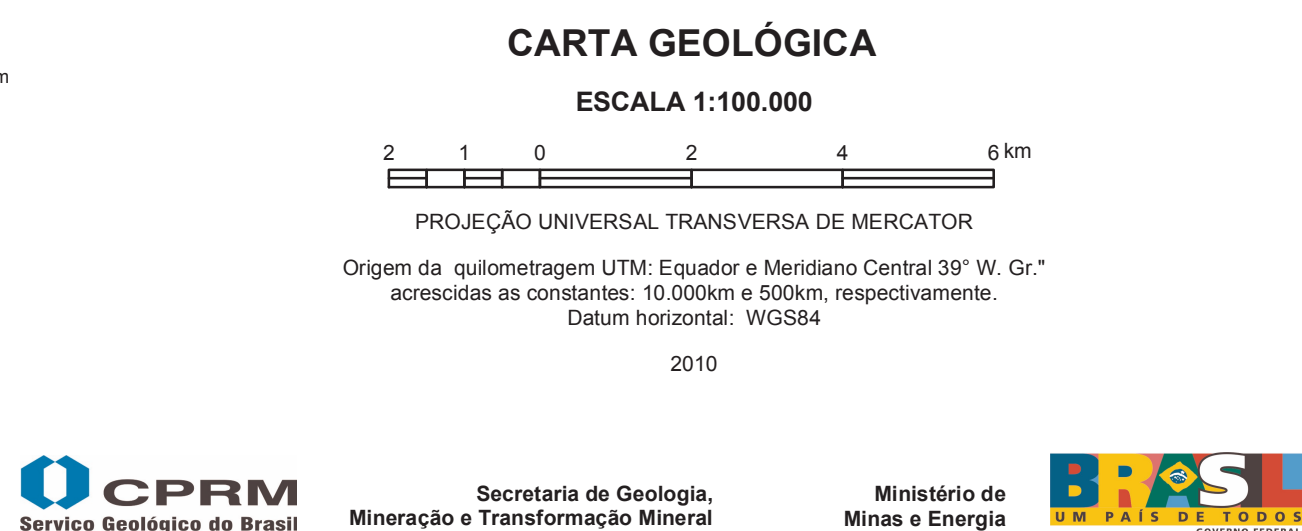 m
CARTA GEOLÓGICA
ESCALA 1:100.000
2 1 0 2 4 6 km
PROJEÇÃO UNIVERSAL TRANSVERSA DE MERCATOR
Origem da quilometragem UTM: Equador e Meridiano Central 39° W. Gr."
acrescidas as constantes: 10.000km e 500km, respectivamente.
Datum horizontal: WGS84
2010
CPRM
Serviço Geológico do Brasil
Secretaria de Geologia,
Mineração e Transformação Mineral
Ministério de
Minas e Energia
BRASIL
UM PAÍS DE TODOS
GOVERNO FEDERAL